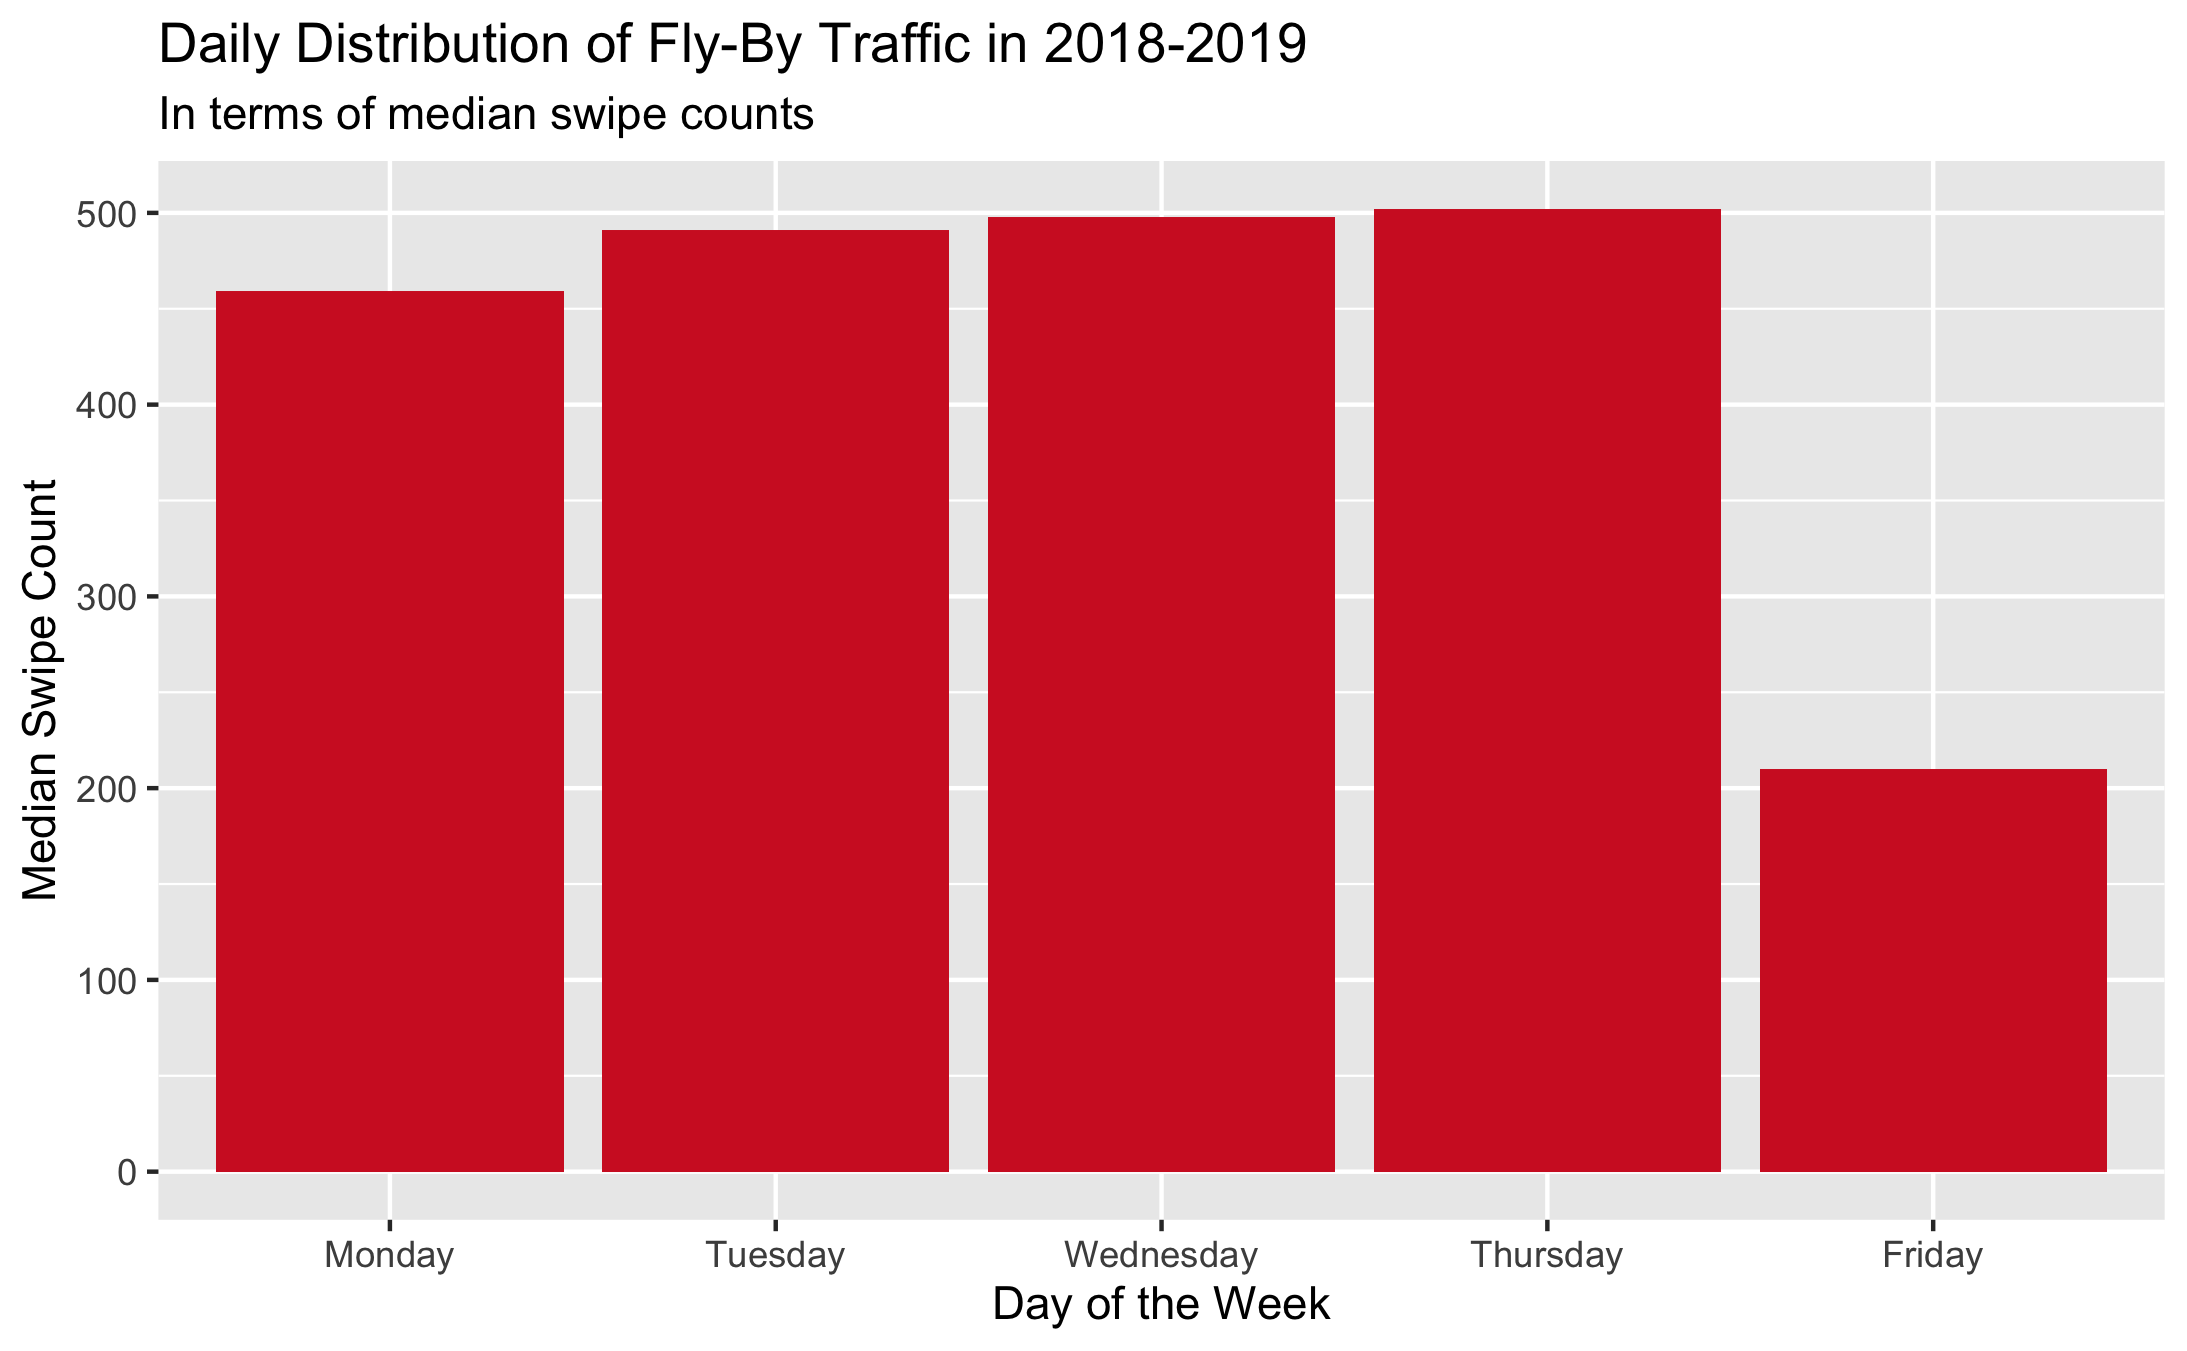 Daily Distribution of Fly-By Traffic in 2018-2019
In terms of median swipe counts
Median Swipe Count
500
400
300
200
100
0
Monday Tuesday Wednesday Thursday Friday
Day of the Week